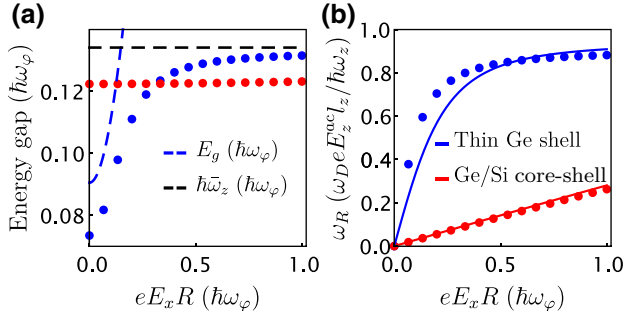 (a)
Energy gap (ħω_φ)
0.12
0.10
0.08
E_g (ħω_φ)
ħω̄_z (ħω_φ)
0.0
0.5
1.0
eE_xR (ħω_φ)
(b)
ω_R (ω_D eE_z^ac l_z/ħω_z)
1.0
0.8
0.6
0.4
0.2
0.0
Thin Ge shell
Ge/Si core-shell
0.0
0.5
1.0
eE_xR (ħω_φ)